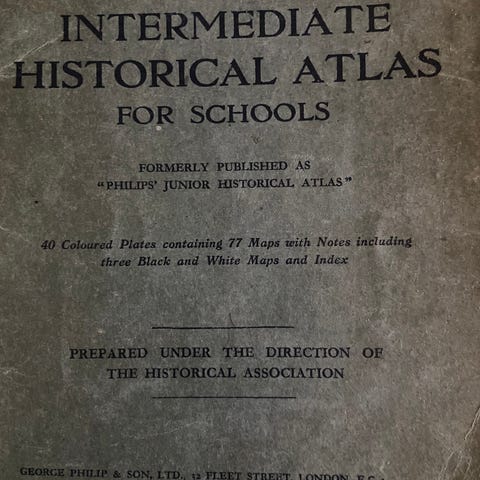 INTERMEDIATE
HISTORICAL ATLAS
FOR SCHOOLS
FORMERLY PUBLISHED AS
"PHILIPS' JUNIOR HISTORICAL ATLAS"
40 Coloured Plates containing 77 Maps with Notes including
three Black and White Maps and Index
PREPARED UNDER THE DIRECTION OF
THE HISTORICAL ASSOCIATION
GEORGE PHILIP & SON, LTD., 32 FLEET STREET, LONDON, E.C.4